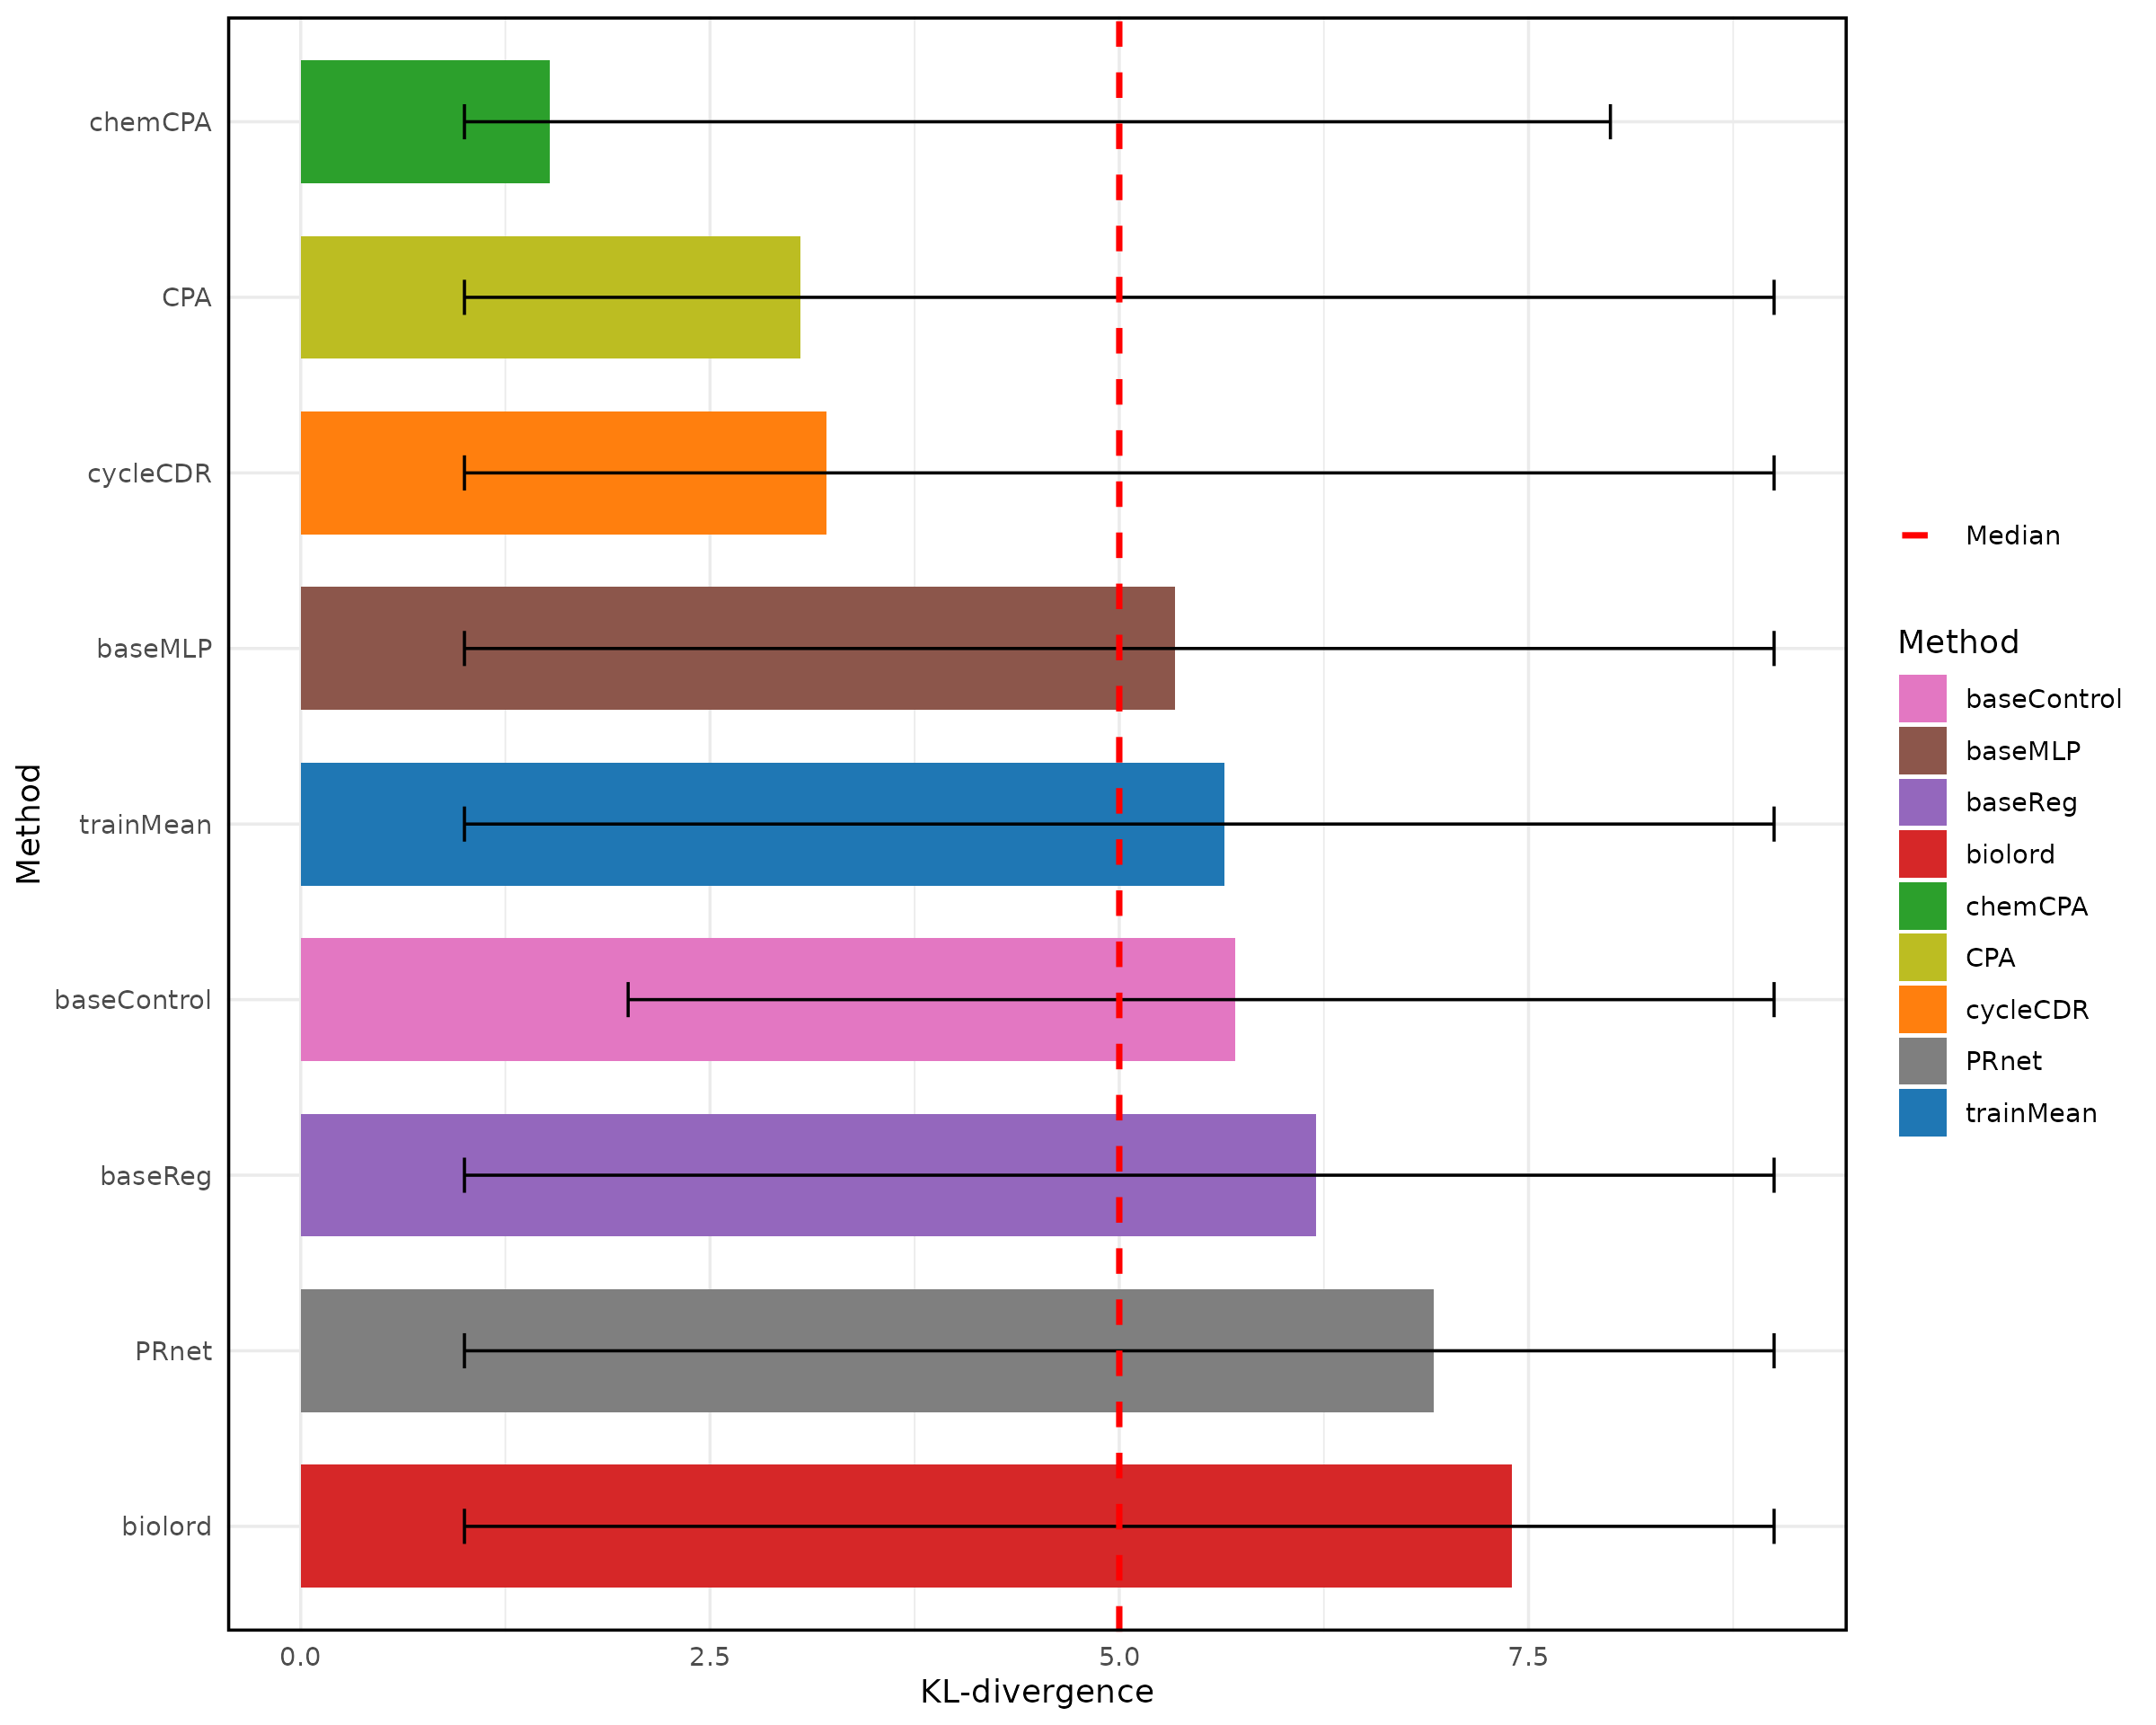 Method
chemCPA
CPA
cycleCDR
baseMLP
trainMean
baseControl
baseReg
PRnet
biolord
0.0
2.5
5.0
7.5
KL-divergence
Median
Method
baseControl
baseMLP
baseReg
biolord
chemCPA
CPA
cycleCDR
PRnet
trainMean